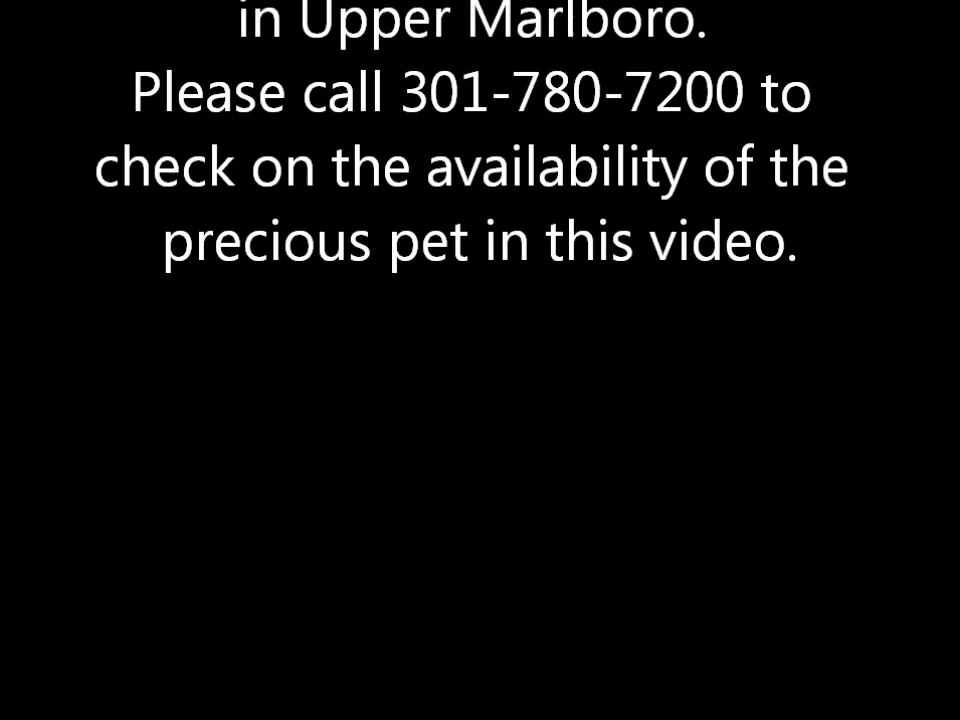 in Upper Marlboro.
Please call 301-780-7200 to
check on the availability of the
precious pet in this video.